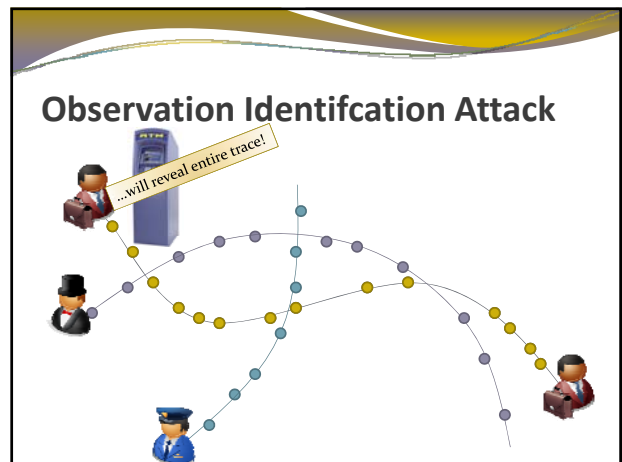 Observation Identifcation Attack
ATM
...will reveal entire trace!